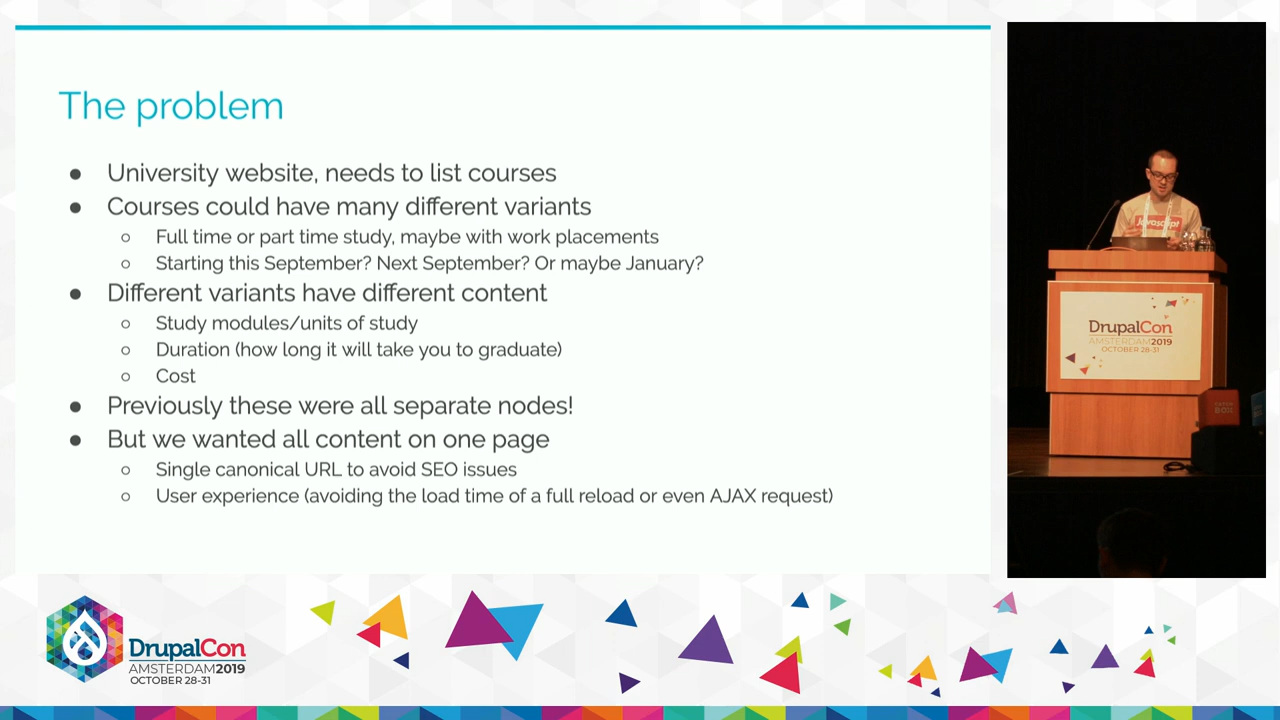 The problem
● University website, needs to list courses
● Courses could have many different variants
○ Full time or part time study, maybe with work placements
○ Starting this September? Next September? Or maybe January?
● Different variants have different content
○ Study modules/units of study
○ Duration (how long it will take you to graduate)
○ Cost
● Previously these were all separate nodes!
● But we wanted all content on one page
○ Single canonical URL to avoid SEO issues
○ User experience (avoiding the load time of a full reload or even AJAX request)
Javascript
DrupalCon
AMSTERDAM2019
OCTOBER 28-31
CATCH
BOX
DrupalCon
AMSTERDAM2019
OCTOBER 28-31